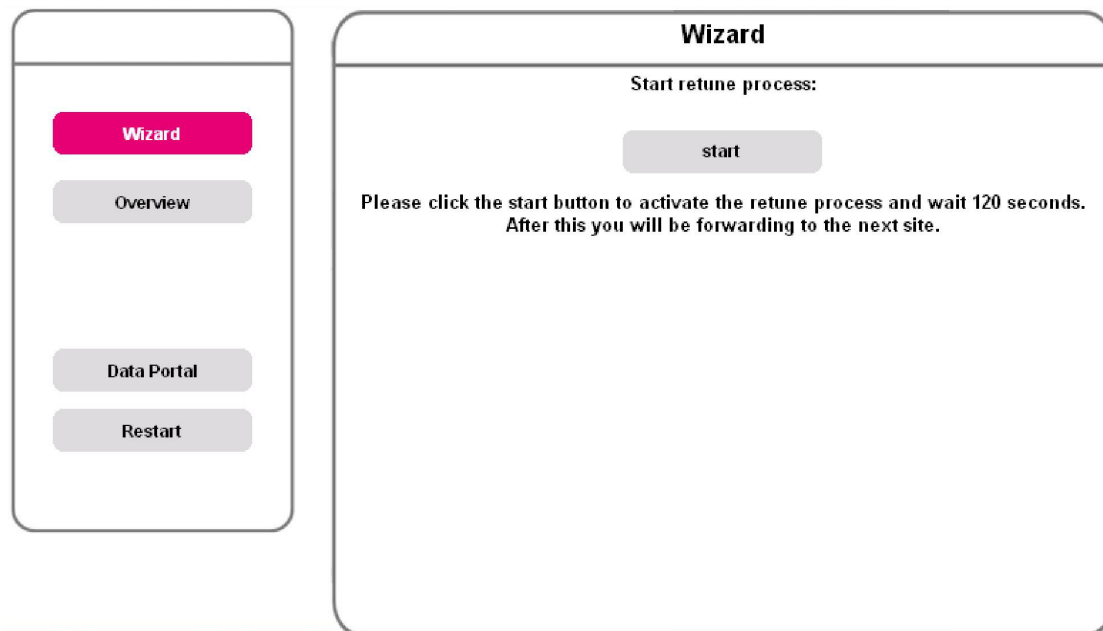 Wizard
Overview
Data Portal
Restart
Wizard
Start retune process:
start
Please click the start button to activate the retune process and wait 120 seconds.
After this you will be forwarding to the next site.